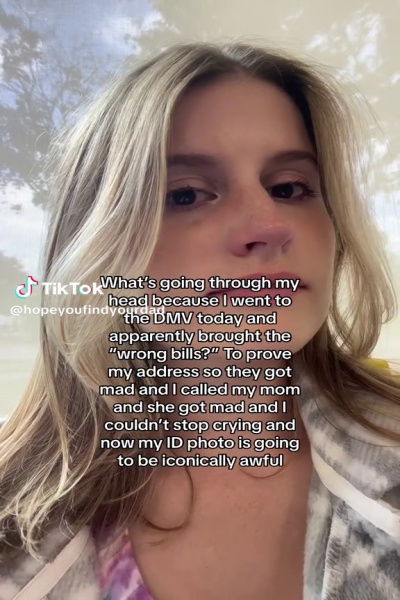 What's going through my
TikTok
head because I went to
@hopeyoufindyourdad
the DMV today and
apparently brought the
"wrong bills?" To prove
my address so they got
mad and I called my mom
and she got mad and I
couldn't stop crying and
now my ID photo is going
to be iconically awful